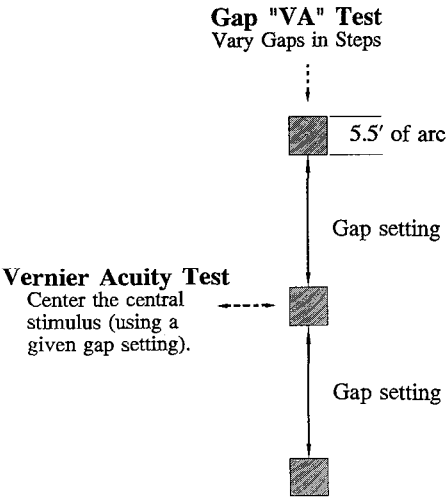 Gap "VA" Test
Vary Gaps in Steps
5.5' of arc
Gap setting
Vernier Acuity Test
Center the central
stimulus (using a
given gap setting).
Gap setting